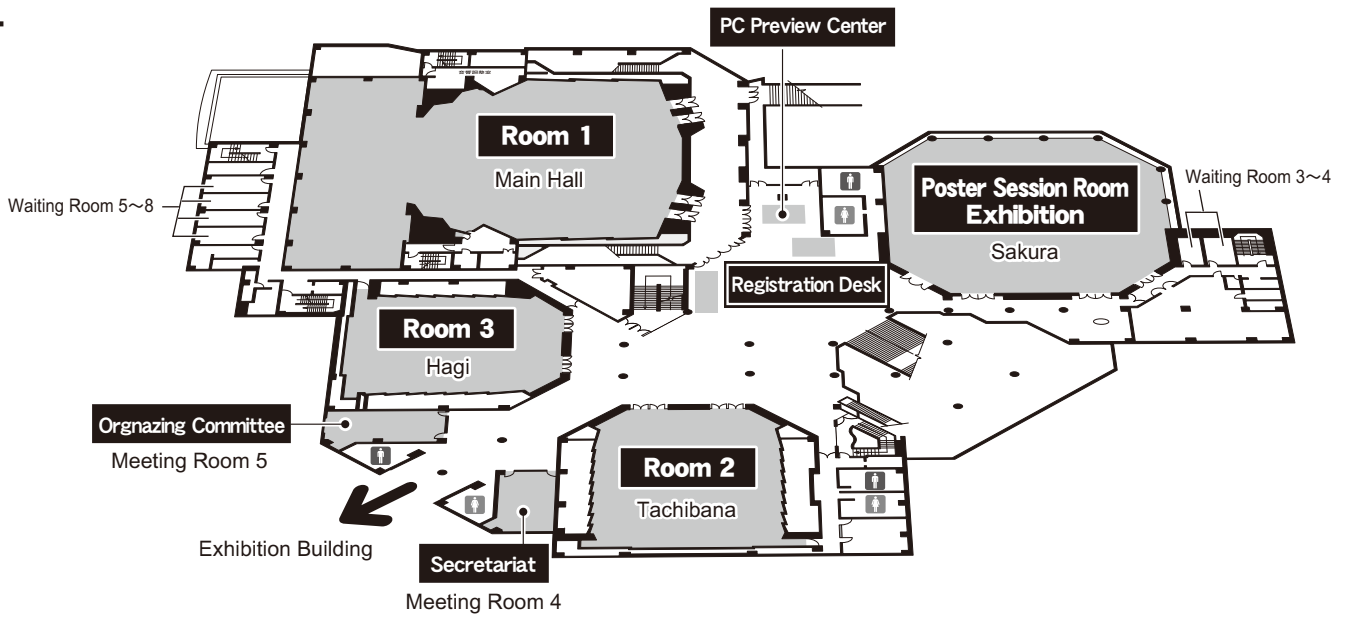 PC Preview Center
Room 1
Main Hall
Waiting Room 5～8
Poster Session Room
Exhibition
Sakura
Waiting Room 3～4
Registration Desk
Room 3
Hagi
Orgnazing Committee
Meeting Room 5
Room 2
Tachibana
Exhibition Building
Secretariat
Meeting Room 4